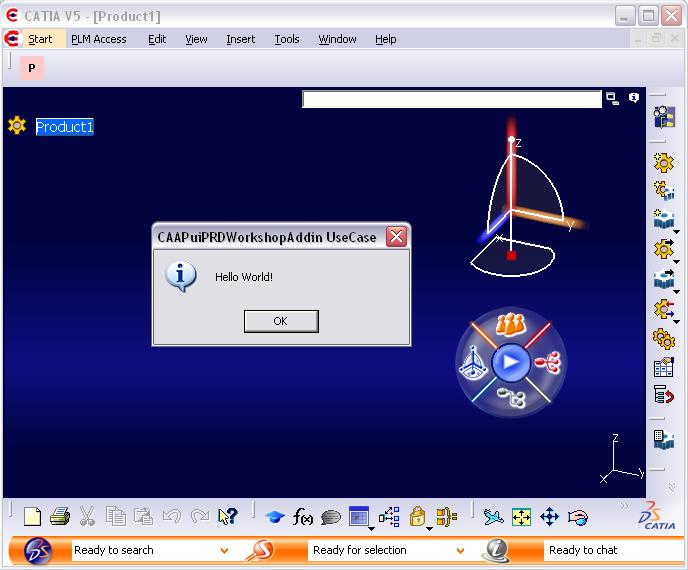 CATIA V5 - [Product1]
Start PLM Access Edit View Insert Tools Window Help
P
Product1
z
y
x
CAAPuiPRDWorkshopAddin UseCase
Hello World!
OK
z
x
y
f(x)
CATIA
Ready to search
Ready for selection
Ready to chat